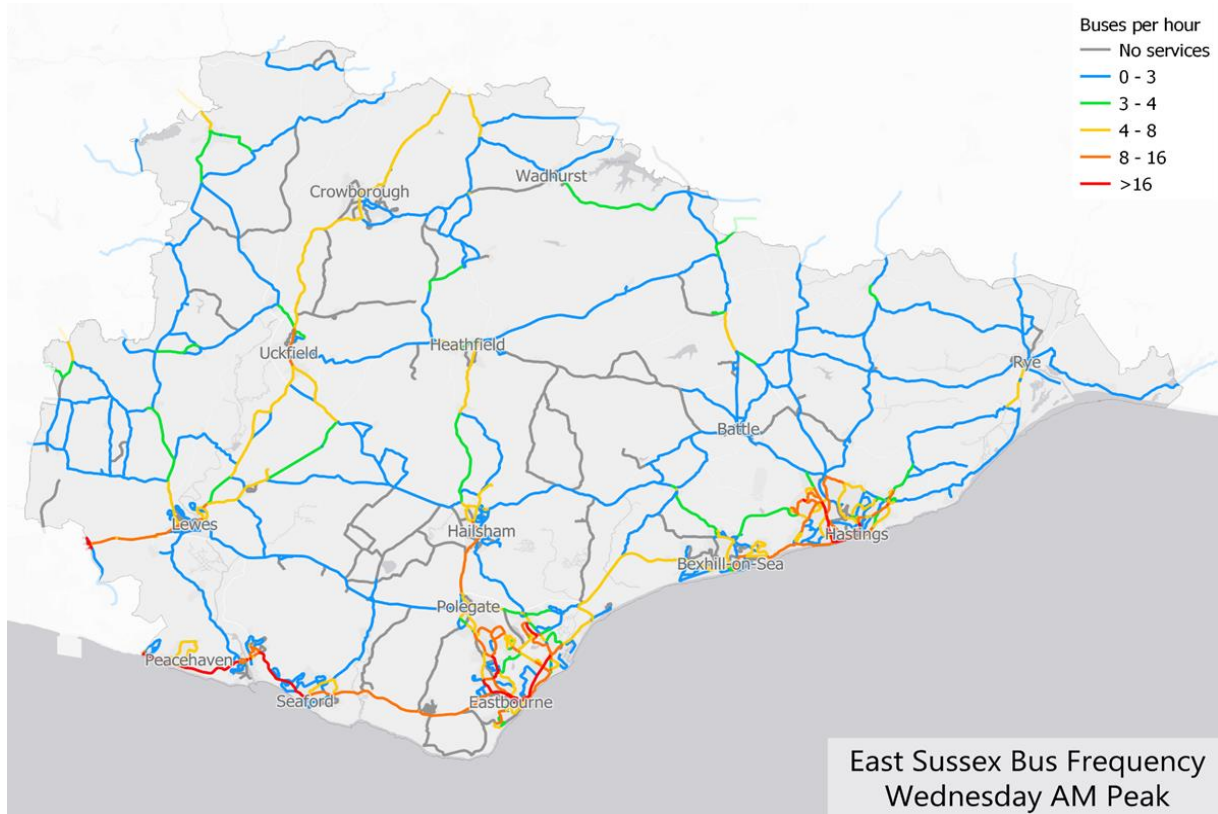 Buses per hour
No services
0 - 3
3 - 4
4 - 8
8 - 16
>16
Wadhurst
Crowborough
Heathfield
Uckfield
Rye
Battle
Lewes
Hailsham
Hastings
Bexhill-on-Sea
Polegate
Peacehaven
Seaford
Eastbourne
East Sussex Bus Frequency
Wednesday AM Peak